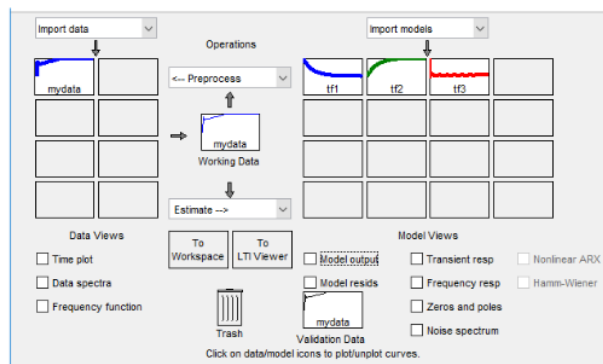 Import data
Import models
Operations
<-- Preprocess
mydata
tf1
tf2
tf3
mydata
Working Data
Estimate -->
Data Views
To
Workspace
To
LTI Viewer
Model Views
Time plot
Data spectra
Frequency function
Model output
Model resids
Transient resp
Frequency resp
Zeros and poles
Noise spectrum
Nonlinear ARX
Hamm-Wiener
Trash
mydata
Validation Data
Click on data/model icons to plot/unplot curves.